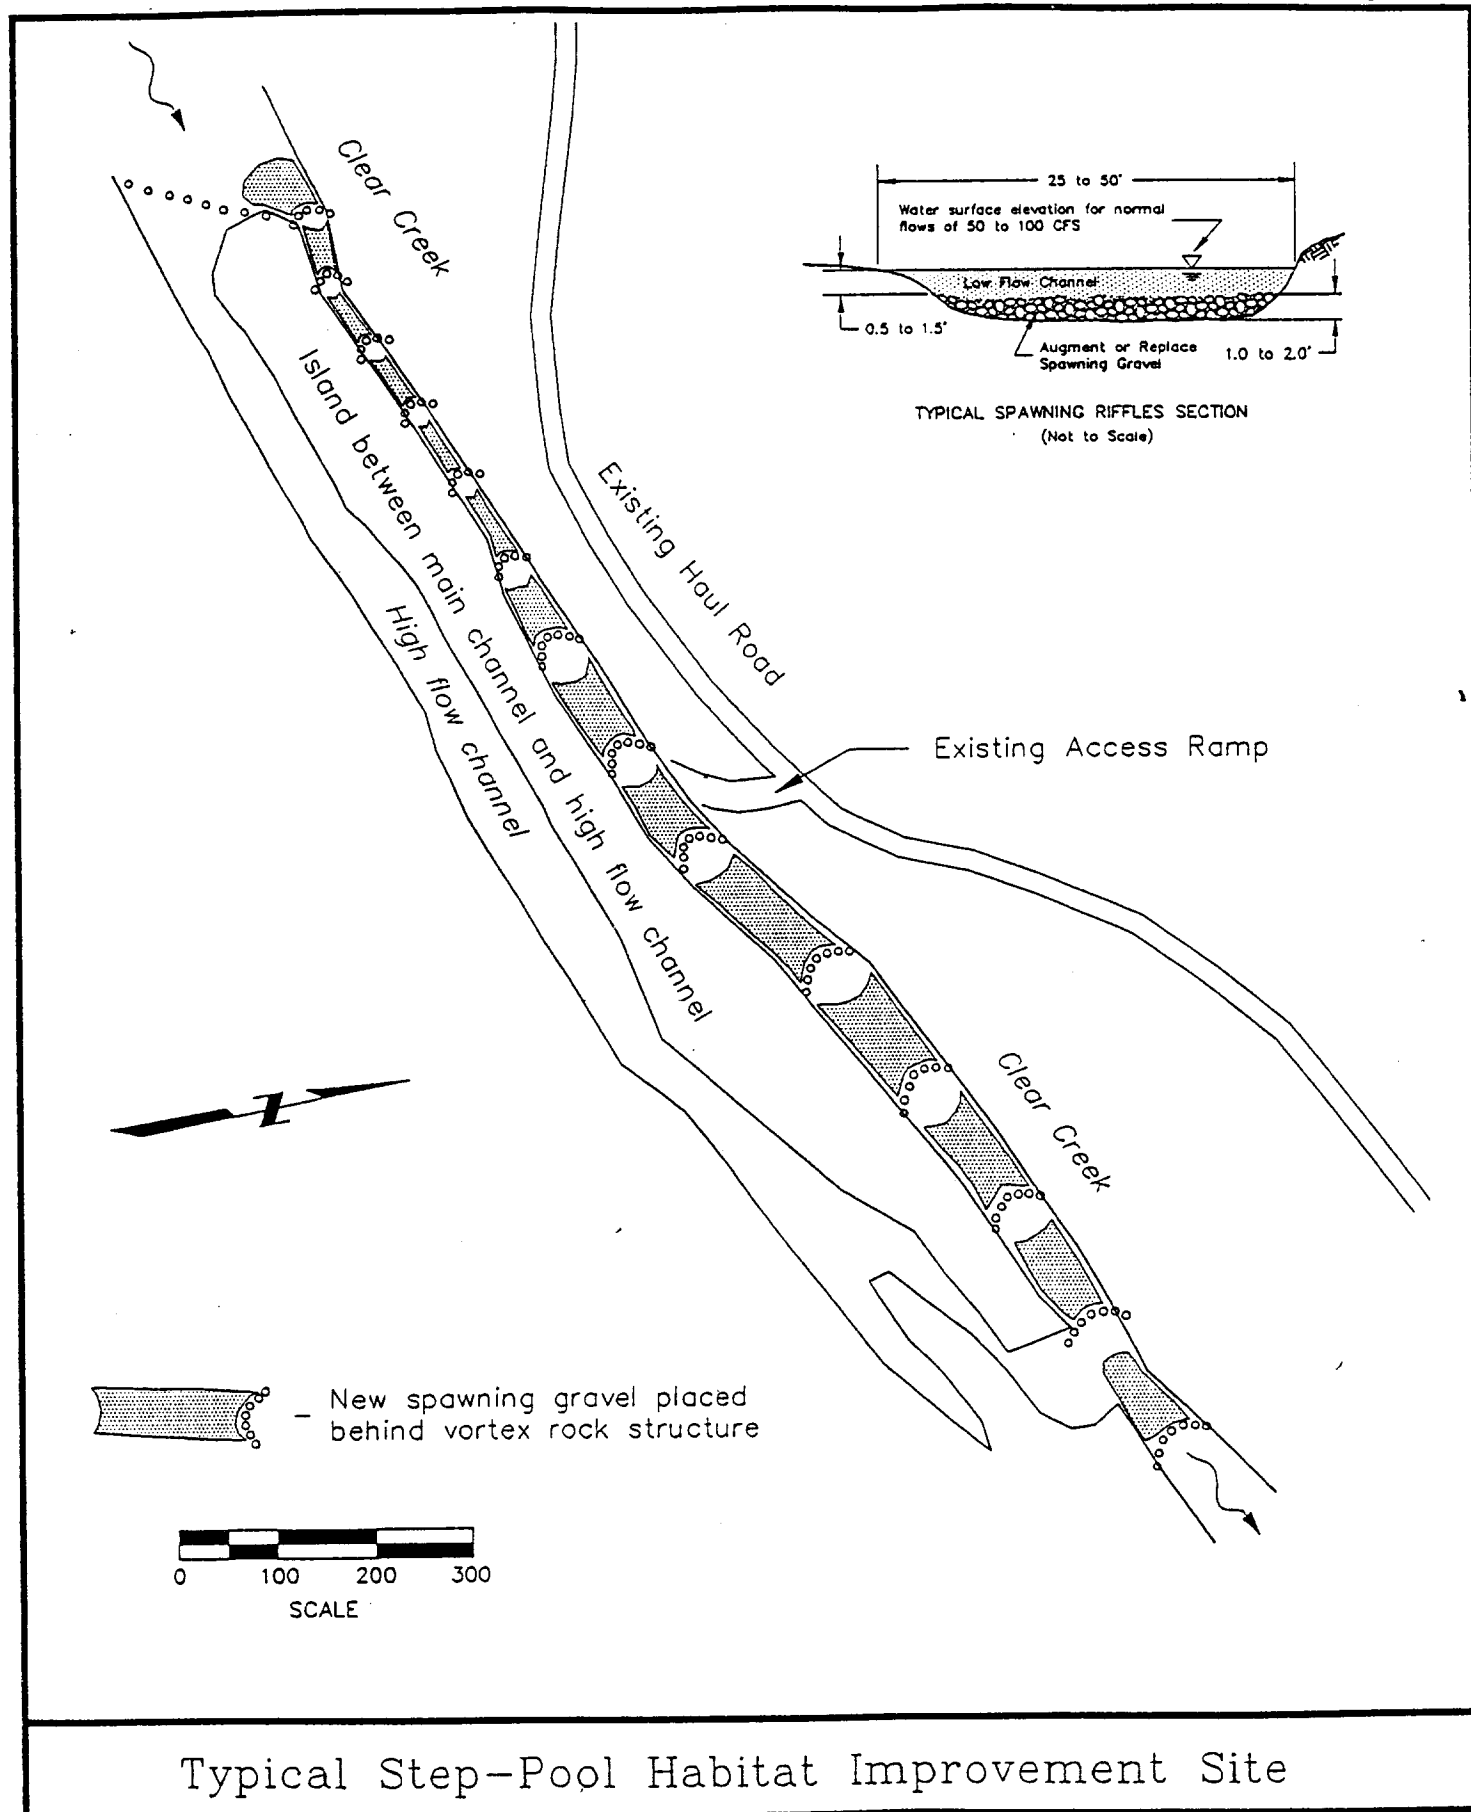 Clear Creek
25 to 50'
Water surface elevation for normal
flows of 50 to 100 CFS
Low Flow Channel
0.5 to 1.5'
Augment or Replace
Spawning Gravel
1.0 to 2.0'
TYPICAL SPAWNING RIFFLES SECTION
(Not to Scale)
Island between main channel and high flow channel
Existing Haul Road
High flow channel
Existing Access Ramp
Clear Creek
Z
– New spawning gravel placed
behind vortex rock structure
0 100 200 300
SCALE
Typical Step–Pool Habitat Improvement Site